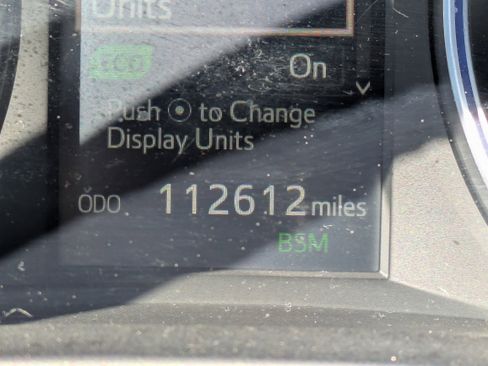 Units
eco
On
Push to Change
Display Units
ODO 112612 miles
BSM